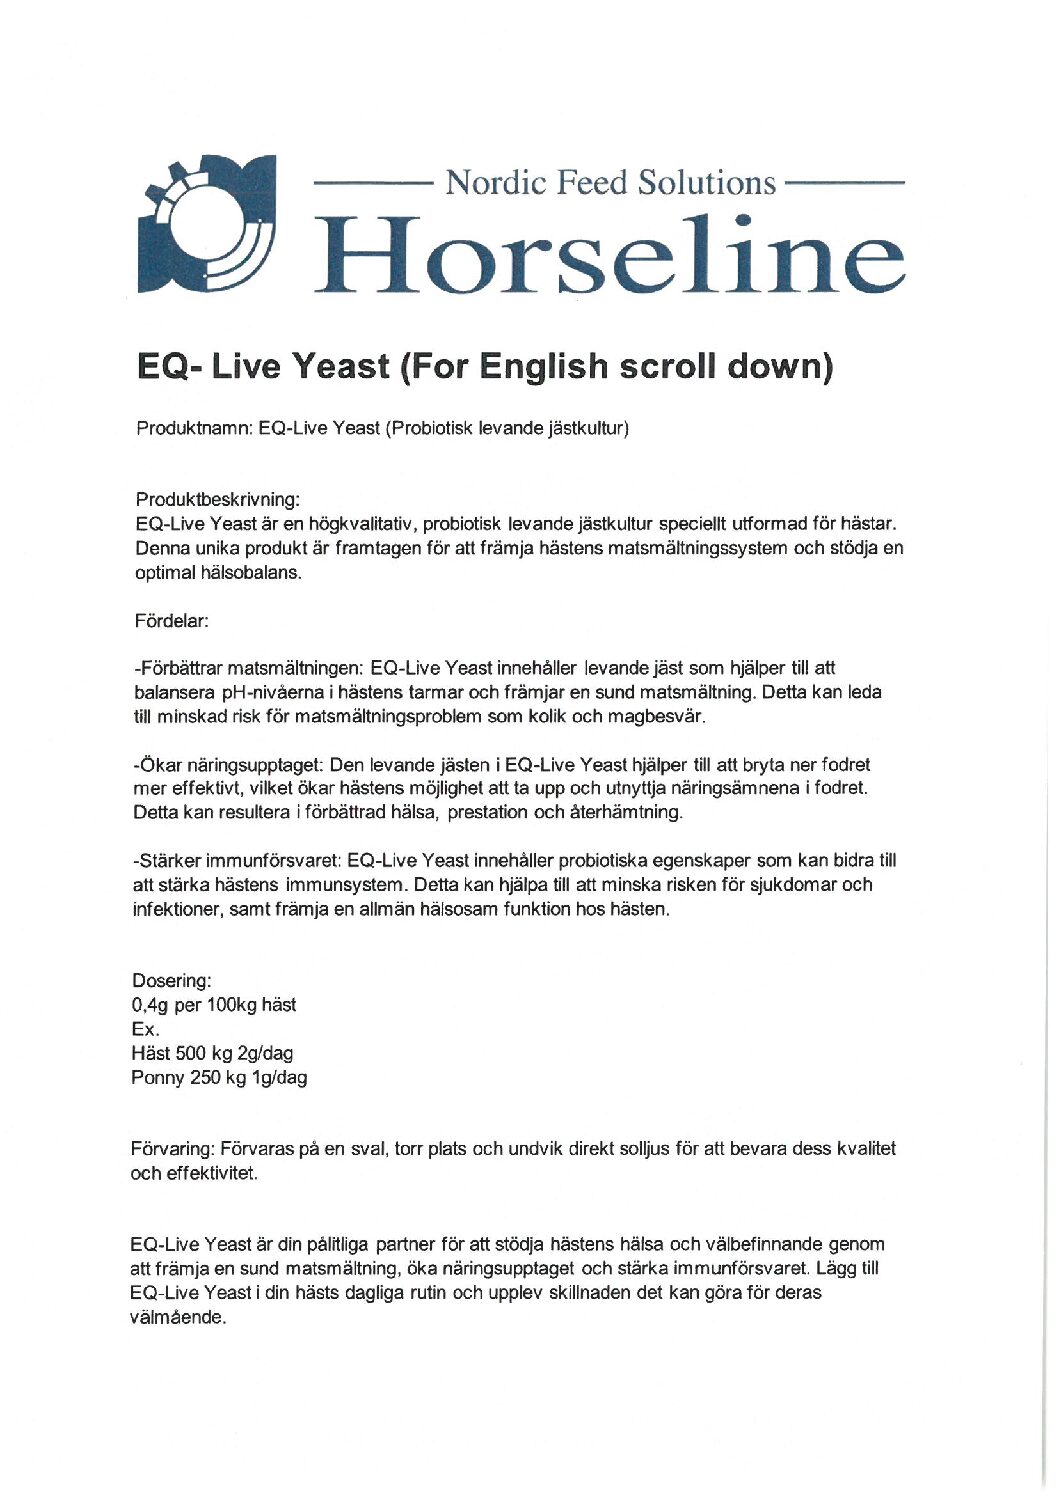 Nordic Feed Solutions
Horseline
EQ- Live Yeast (For English scroll down)
Produktnamn: EQ-Live Yeast (Probiotisk levande jästkultur)
Produktbeskrivning:
EQ-Live Yeast är en högkvalitativ, probiotisk levande jästkultur speciellt utformad för hästar.
Denna unika produkt är framtagen för att främja hästens matsmältningssystem och stödja en
optimal hälsobalans.
Fördelar:
-Förbättrar matsmältningen: EQ-Live Yeast innehåller levande jäst som hjälper till att
balansera pH-nivåerna i hästens tarmar och främjar en sund matsmältning. Detta kan leda
till minskad risk för matsmältningsproblem som kolik och magbesvär.
-Ökar näringsupptaget: Den levande jästen i EQ-Live Yeast hjälper till att bryta ner fodret
mer effektivt, vilket ökar hästens möjlighet att ta upp och utnyttja näringsämnena i fodret.
Detta kan resultera i förbättrad hälsa, prestation och återhämtning.
-Stärker immunförsvaret: EQ-Live Yeast innehåller probiotiska egenskaper som kan bidra till
att stärka hästens immunsystem. Detta kan hjälpa till att minska risken för sjukdomar och
infektioner, samt främja en allmän hälsosam funktion hos hästen.
Dosering:
0,4g per 100kg häst
Ex.
Häst 500 kg 2g/dag
Ponny 250 kg 1g/dag
Förvaring: Förvaras på en sval, torr plats och undvik direkt solljus för att bevara dess kvalitet
och effektivitet.
EQ-Live Yeast är din pålitliga partner för att stödja hästens hälsa och välbefinnande genom
att främja en sund matsmältning, öka näringsupptaget och stärka immunförsvaret. Lägg till
EQ-Live Yeast i din hästs dagliga rutin och upplev skillnaden det kan göra för deras
välmående.